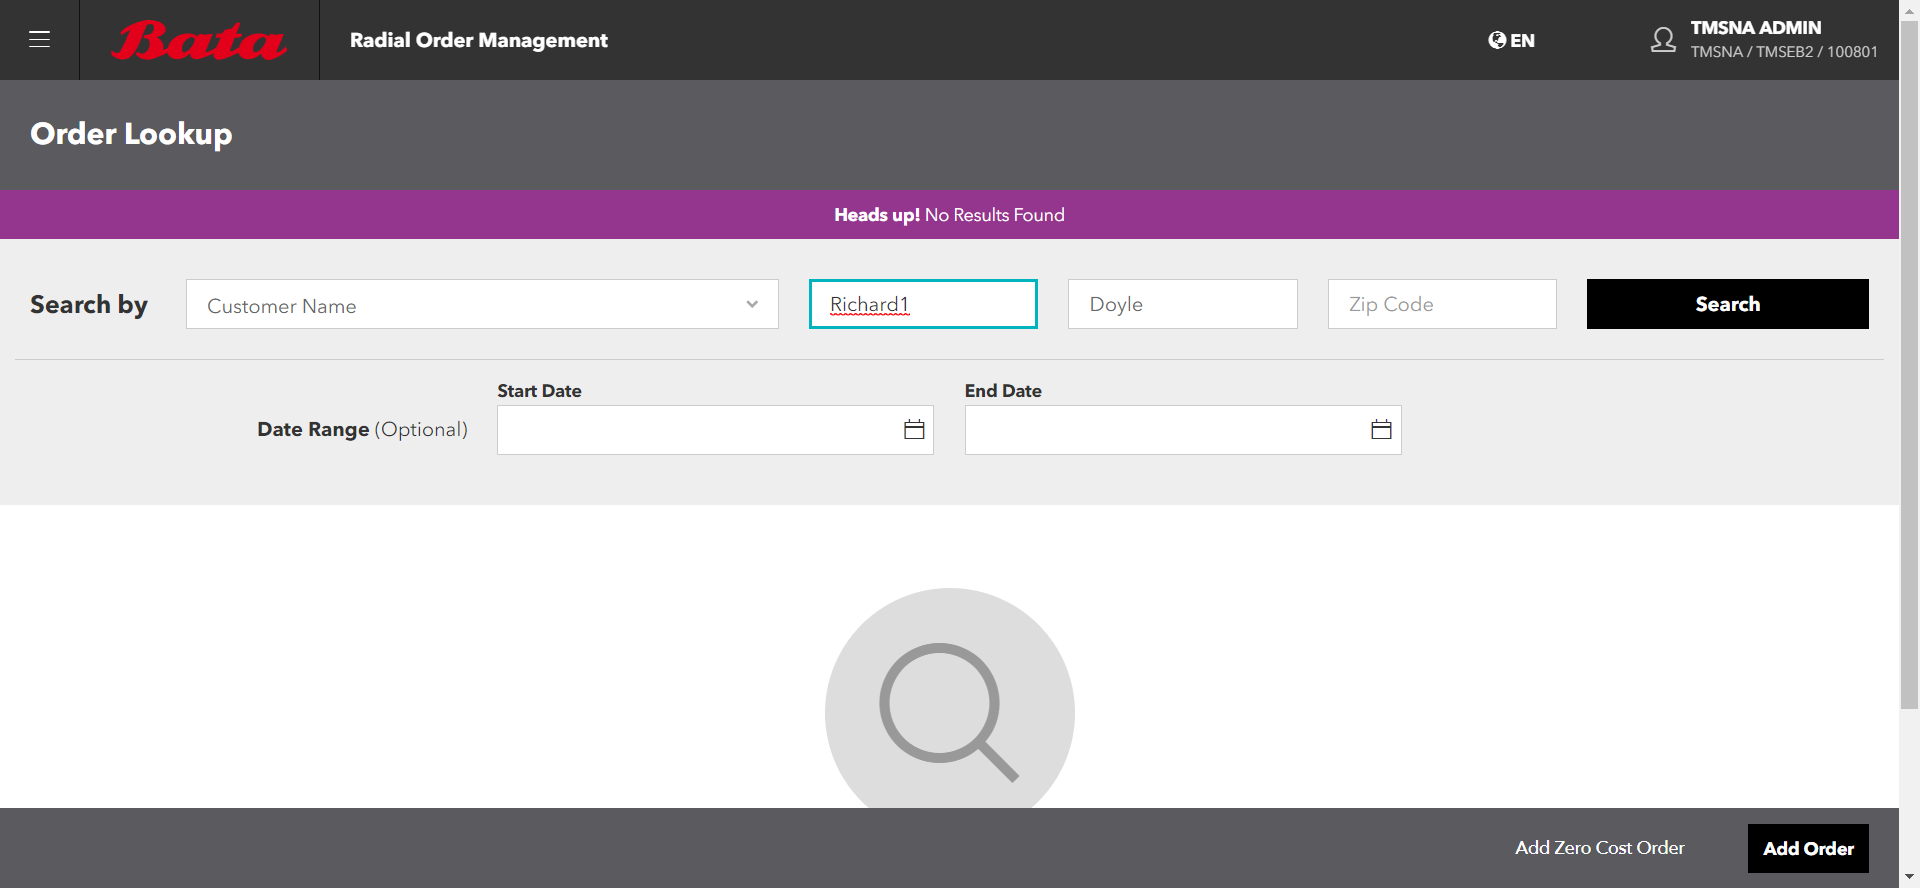 Bata
Radial Order Management
EN
TMSNA ADMIN
TMSNA / TMSEB2 / 100801
Order Lookup
Heads up! No Results Found
Search by
Customer Name
Richard1
Doyle
Zip Code
Search
Start Date
End Date
Date Range (Optional)
Add Zero Cost Order
Add Order